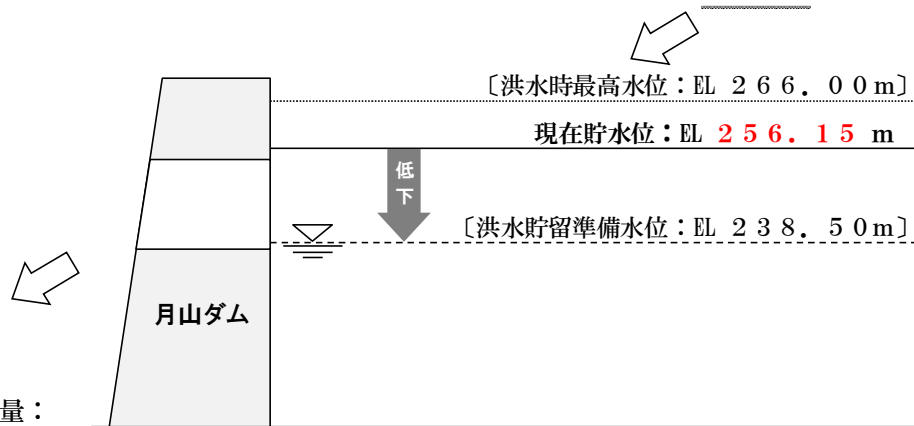 〔洪水時最高水位：EL ２６６．００m〕
現在貯水位：EL ２５６．１５ m
低下
〔洪水貯留準備水位：EL ２３８．５０m〕
月山ダム
量：